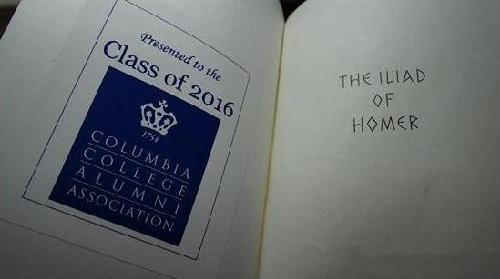 Presented to the
Class of 2016
1754
COLUMBIA
COLLEGE
ALUMNI
ASSOCIATION
THE ILIAD
OF
HOMER